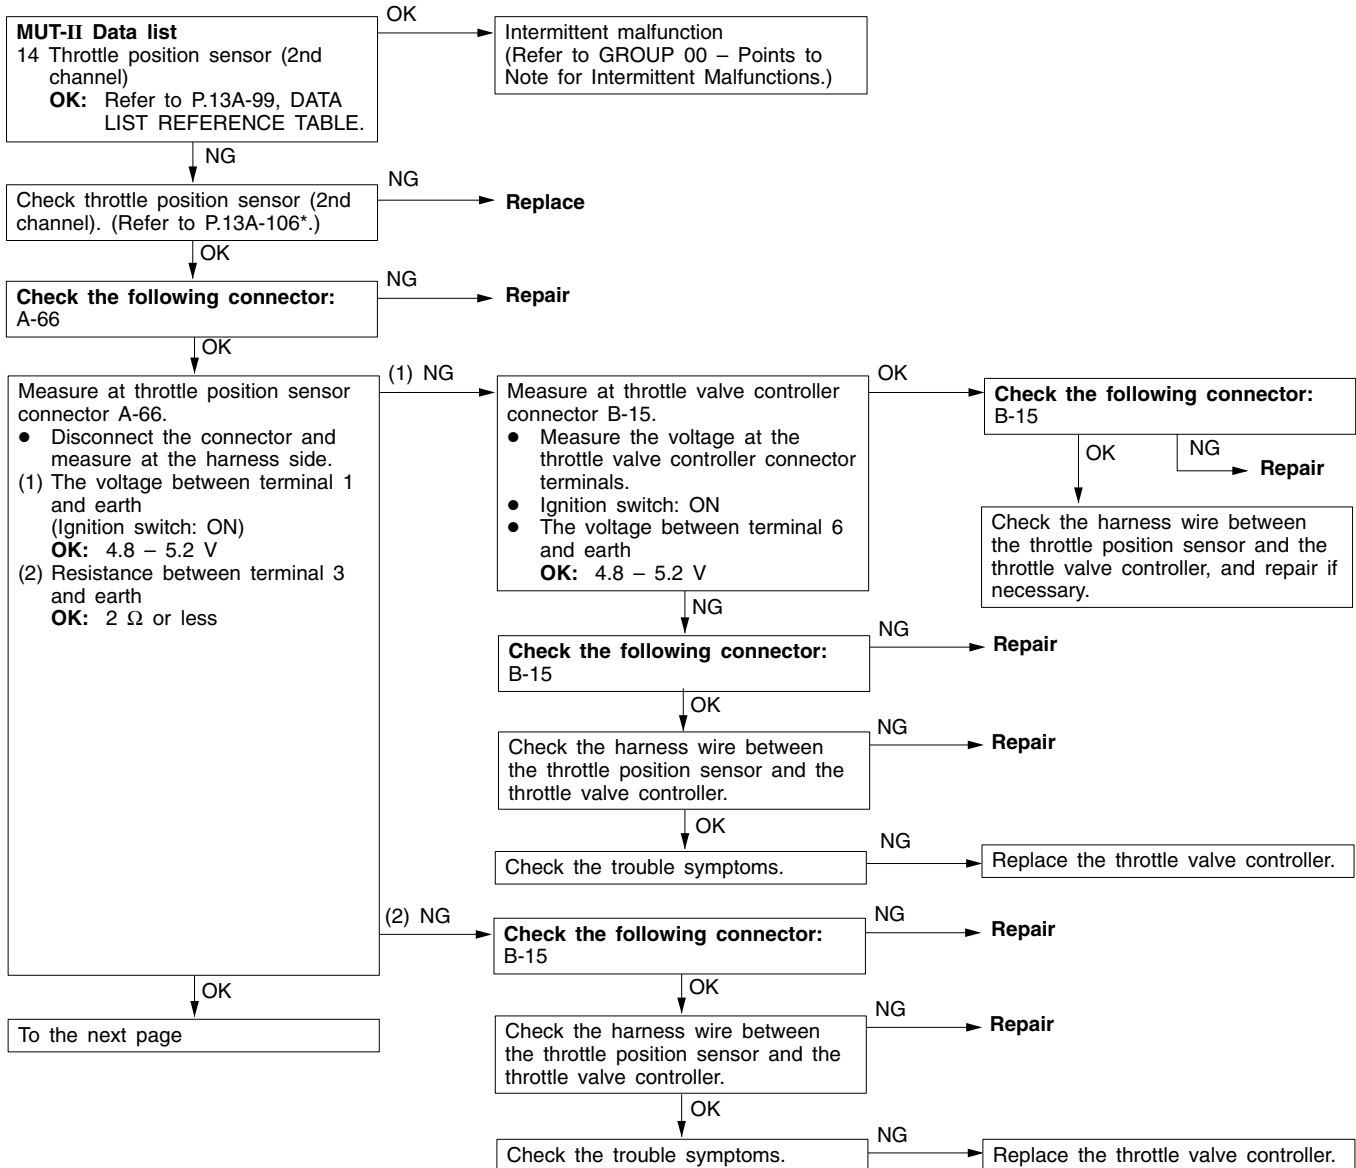 MUT-II Data list
14 Throttle position sensor (2nd
channel)
OK: Refer to P.13A-99, DATA
LIST REFERENCE TABLE.
OK
Intermittent malfunction
(Refer to GROUP 00 – Points to
Note for Intermittent Malfunctions.)
NG
Check throttle position sensor (2nd
channel). (Refer to P.13A-106*.)
NG
Replace
OK
Check the following connector:
A-66
NG
Repair
OK
Measure at throttle position sensor
connector A-66.
● Disconnect the connector and
measure at the harness side.
(1) The voltage between terminal 1
and earth
(Ignition switch: ON)
OK: 4.8 – 5.2 V
(2) Resistance between terminal 3
and earth
OK: 2 Ω or less
(1) NG
Measure at throttle valve controller
connector B-15.
● Measure the voltage at the
throttle valve controller connector
terminals.
● Ignition switch: ON
● The voltage between terminal 6
and earth
OK: 4.8 – 5.2 V
OK
Check the following connector:
B-15
OK
NG
Repair
Check the harness wire between
the throttle position sensor and the
throttle valve controller, and repair if
necessary.
NG
Check the following connector:
B-15
NG
Repair
OK
Check the harness wire between
the throttle position sensor and the
throttle valve controller.
NG
Repair
OK
Check the trouble symptoms.
NG
Replace the throttle valve controller.
(2) NG
Check the following connector:
B-15
NG
Repair
OK
Check the harness wire between
the throttle position sensor and the
throttle valve controller.
NG
Repair
OK
Check the trouble symptoms.
NG
Replace the throttle valve controller.
OK
To the next page